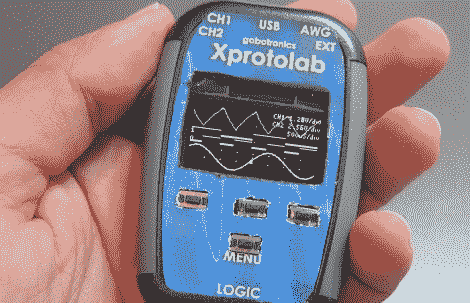 CH1 USB AWG
CH2 EXT
gabotronics
Xprotolab
MENU
LOGIC